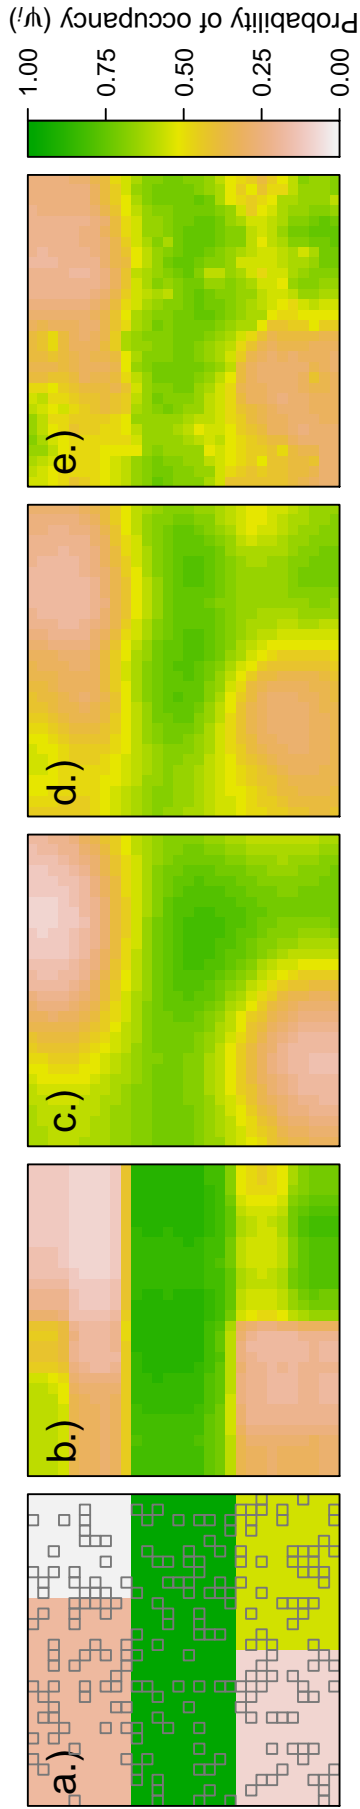 a.)
b.)
c.)
d.)
e.)
1.00
0.75
0.50
0.25
0.00
Probability of occupancy (ψᵢ)